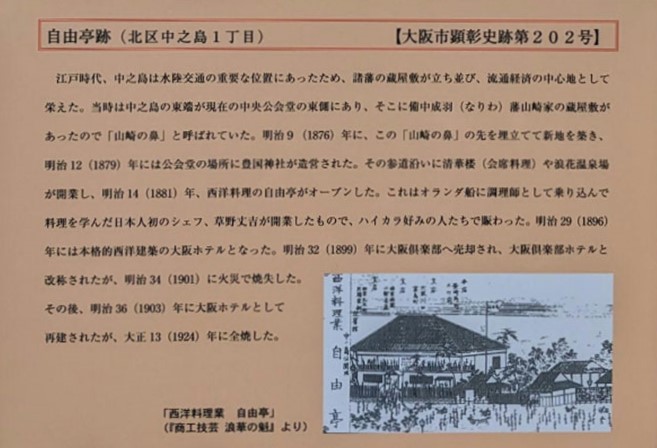 自由亭跡（北区中之島１丁目）　【大阪市顕彰史跡第２０２号】
江戸時代、中之島は水陸交通の重要な位置にあったため、諸藩の蔵屋敷が立ち並び、流通経済の中心地として
栄えた。当時は中之島の東端が現在の中央公会堂の東側にあり、そこに備中成羽（なりわ）藩山崎家の蔵屋敷が
あったので「山崎の鼻」と呼ばれていた。明治９（1876）年に、この「山崎の鼻」の先を埋立てて新地を築き、
明治 12（1879）年には公会堂の場所に豊国神社が造営された。その参道沿いに清華楼（会席料理）や浪花温泉場
が開業し、明治 14（1881）年、西洋料理の自由亭がオープンした。これはオランダ船に調理師として乗り込んで
料理を学んだ日本人初のシェフ、草野丈吉が開業したもので、ハイカラ好みの人たちで賑わった。明治 29（1896）
年には本格的西洋建築の大阪ホテルとなった。明治 32（1899）年に大阪倶楽部へ売却され、大阪倶楽部ホテルと
改称されたが、明治 34（1901）に火災で焼失した。
その後、明治 36（1903）年に大阪ホテルとして
再建されたが、大正 13（1924）年に全焼した。
西洋料理業　自由亭
「西洋料理業　自由亭」
（『商工技芸 浪華の魁』より）